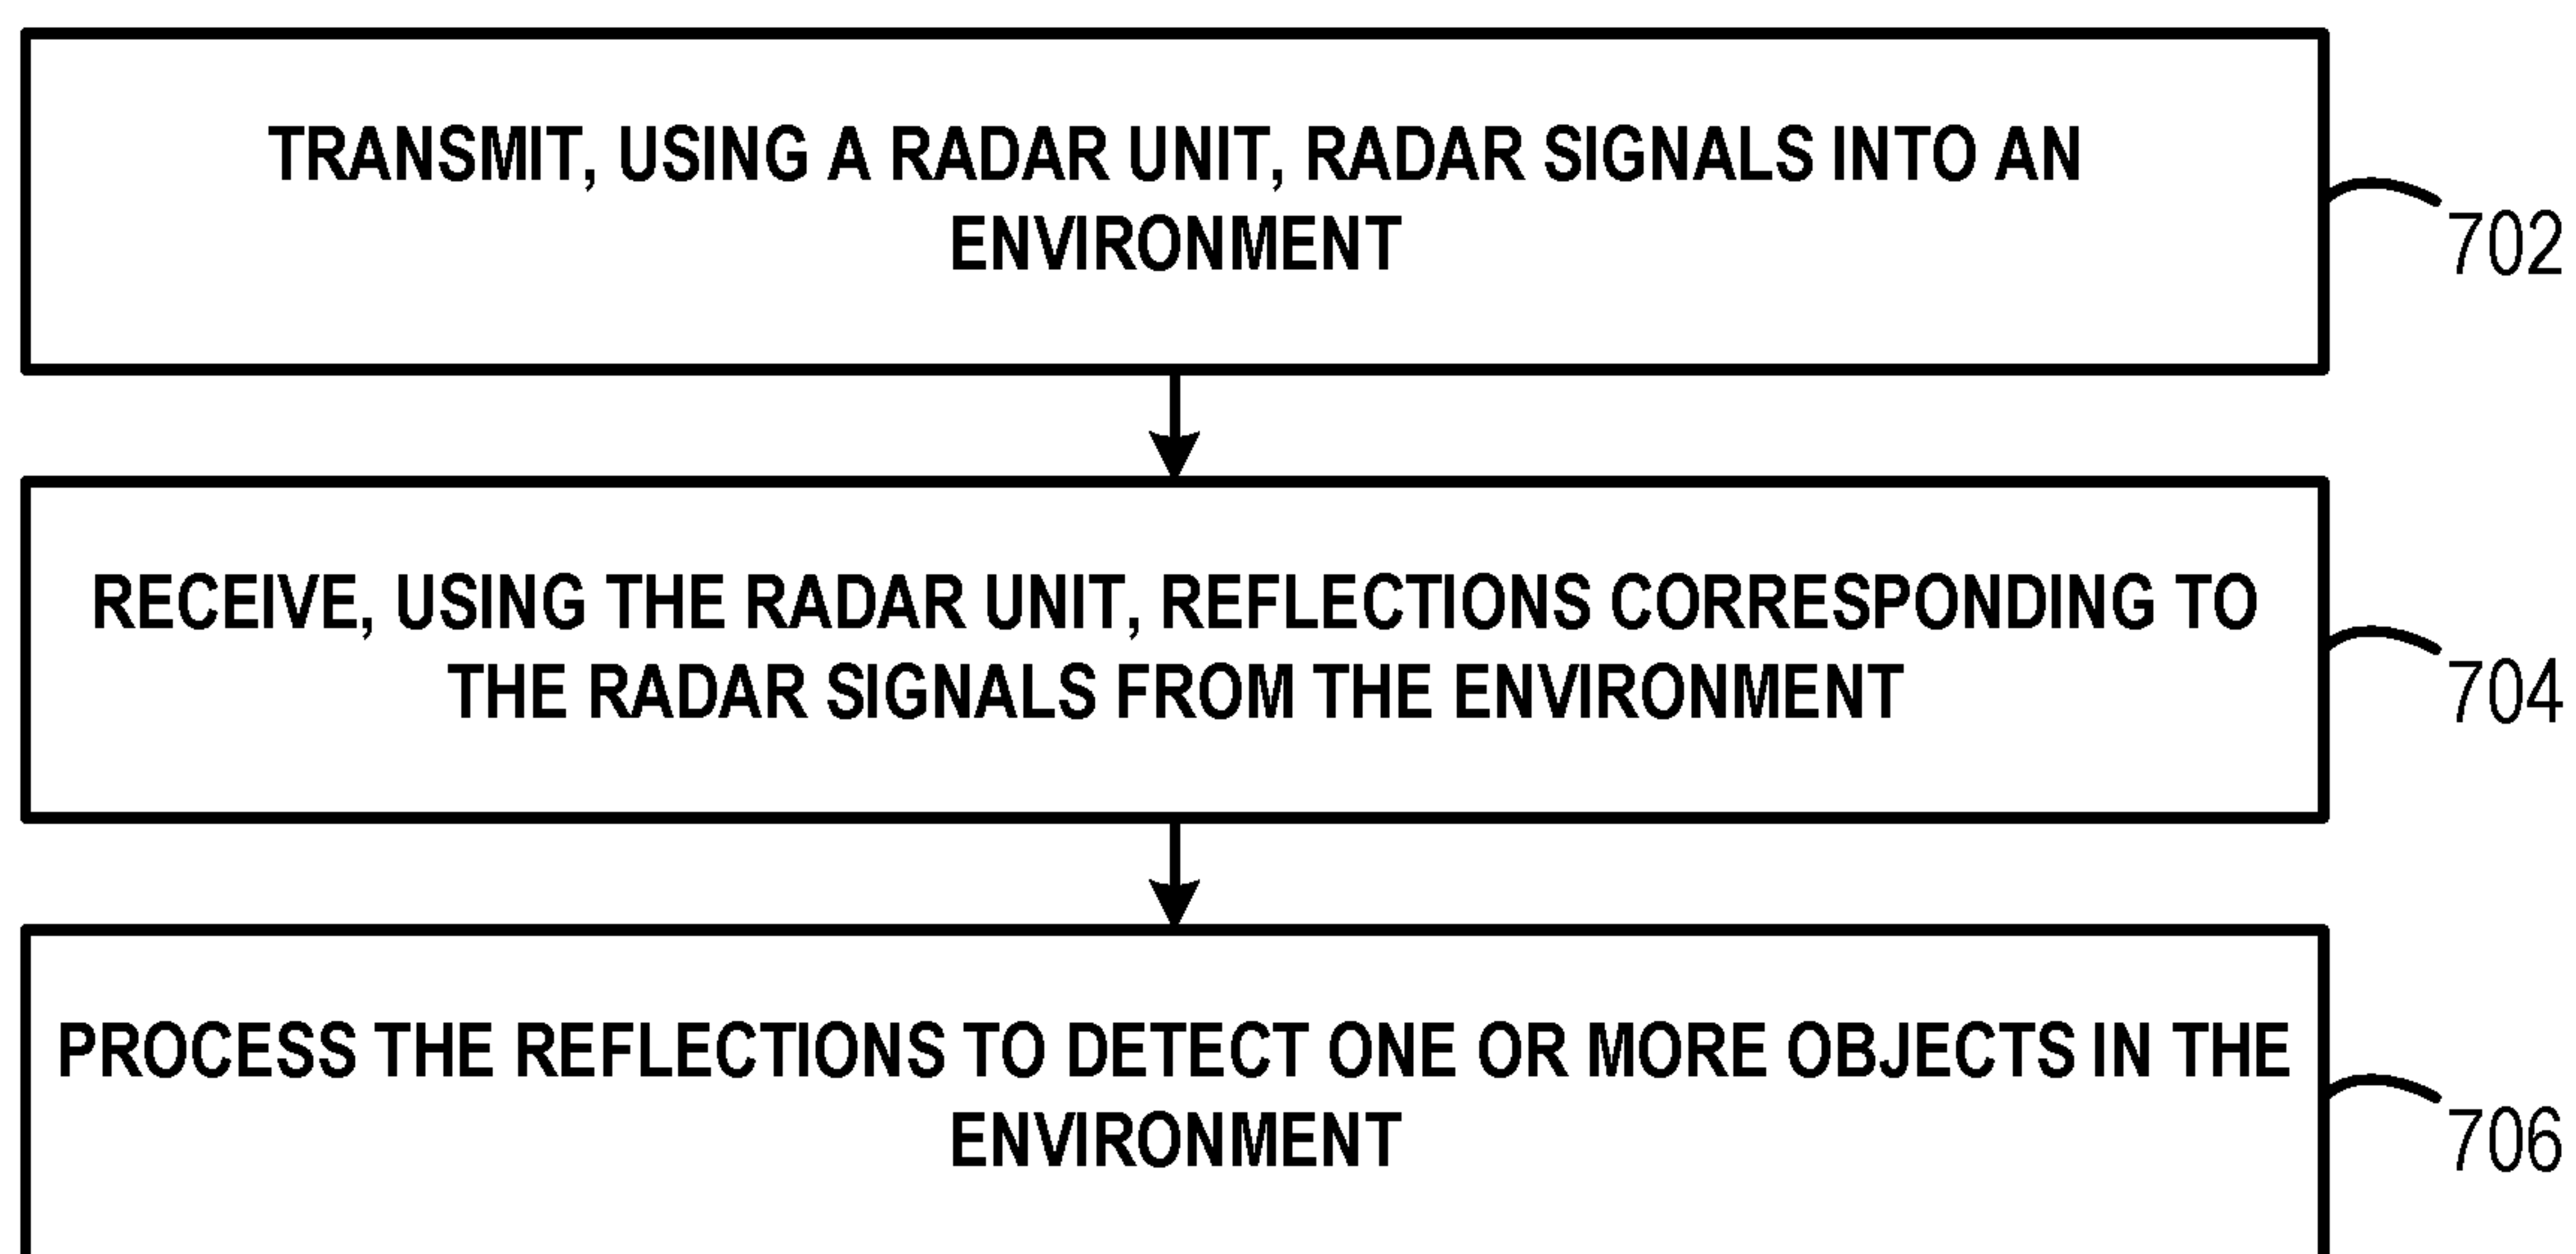 TRANSMIT, USING A RADAR UNIT, RADAR SIGNALS INTO AN
ENVIRONMENT
702
RECEIVE, USING THE RADAR UNIT, REFLECTIONS CORRESPONDING TO
THE RADAR SIGNALS FROM THE ENVIRONMENT
704
PROCESS THE REFLECTIONS TO DETECT ONE OR MORE OBJECTS IN THE
ENVIRONMENT
706